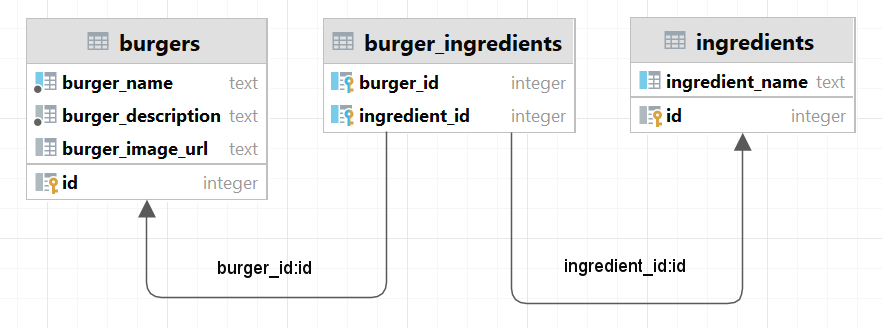 burgers
burger_name text
burger_description text
burger_image_url text
id integer
burger_ingredients
burger_id integer
ingredient_id integer
ingredients
ingredient_name text
id integer
burger_id:id
ingredient_id:id